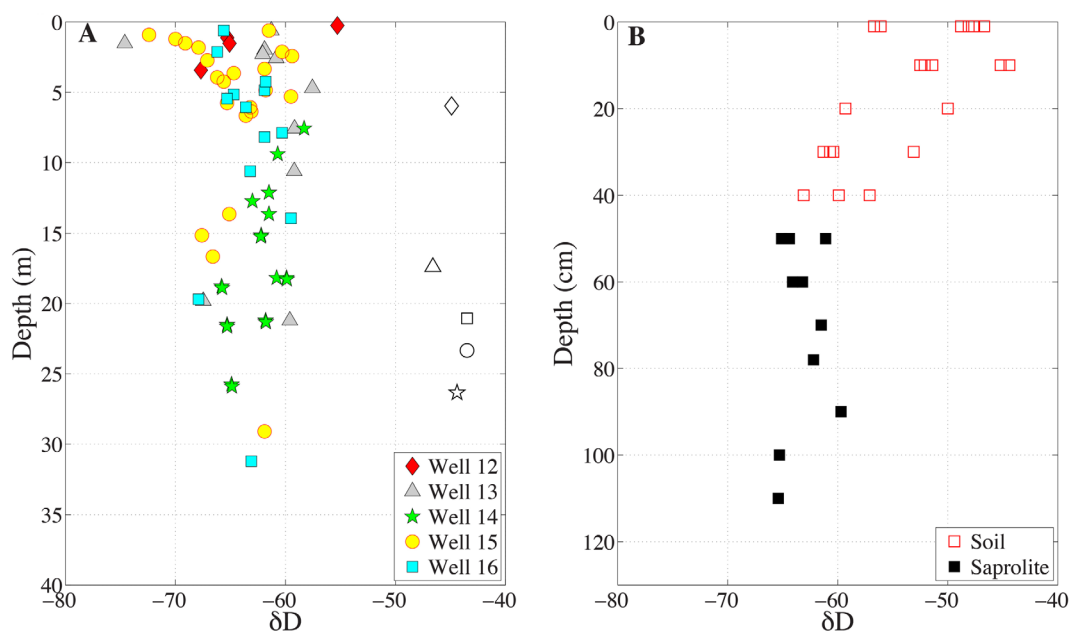 A
0
5
10
15
20
25
30
35
40
Depth (m)
−80
−70
−60
−50
−40
δD
Well 12
Well 13
Well 14
Well 15
Well 16
B
0
20
40
60
80
100
120
Depth (cm)
−80
−70
−60
−50
−40
δD
Soil
Saprolite